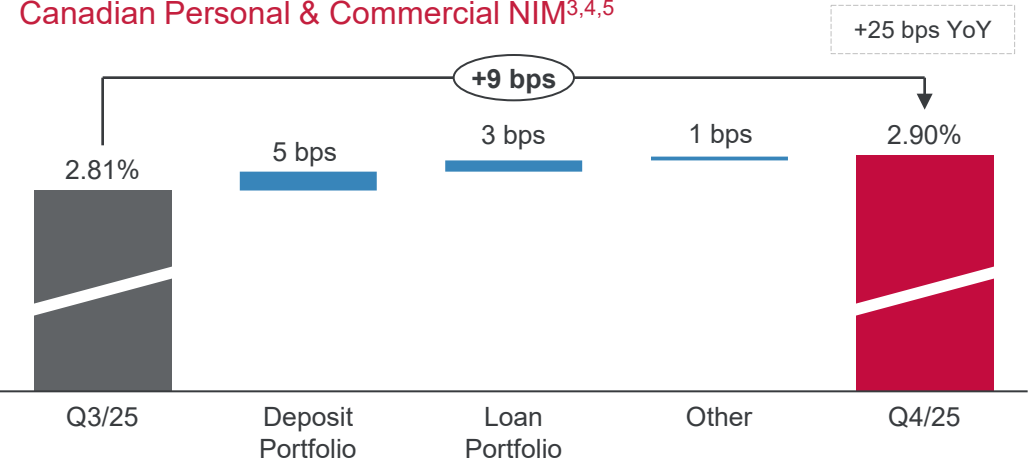 Canadian Personal & Commercial NIM3,4,5
+25 bps YoY
+9 bps
2.81%
5 bps
3 bps
1 bps
2.90%
Q3/25
Deposit
Portfolio
Loan
Portfolio
Other
Q4/25